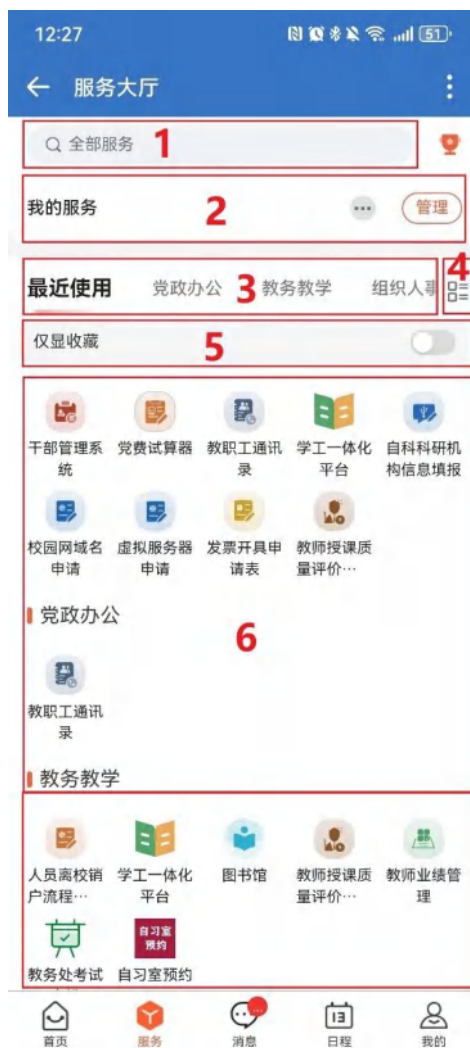 12:27
51
服务大厅
全部服务
1
我的服务
2
管理
最近使用
党政办公
3
教务教学
组织人事
4
仅显收藏
5
干部管理系统
党费试算器
教职工通讯录
学工一体化平台
自科科研机构信息填报
校园网域名申请
虚拟服务器申请
发票开具申请表
教师授课质量评价…
党政办公
6
教职工通讯录
教务教学
人员离校销户流程…
学工一体化平台
图书馆
教师授课质量评价…
教师业绩管理
教务处考试
自习室预约
自习室预约
首页
服务
消息
13
日程
我的